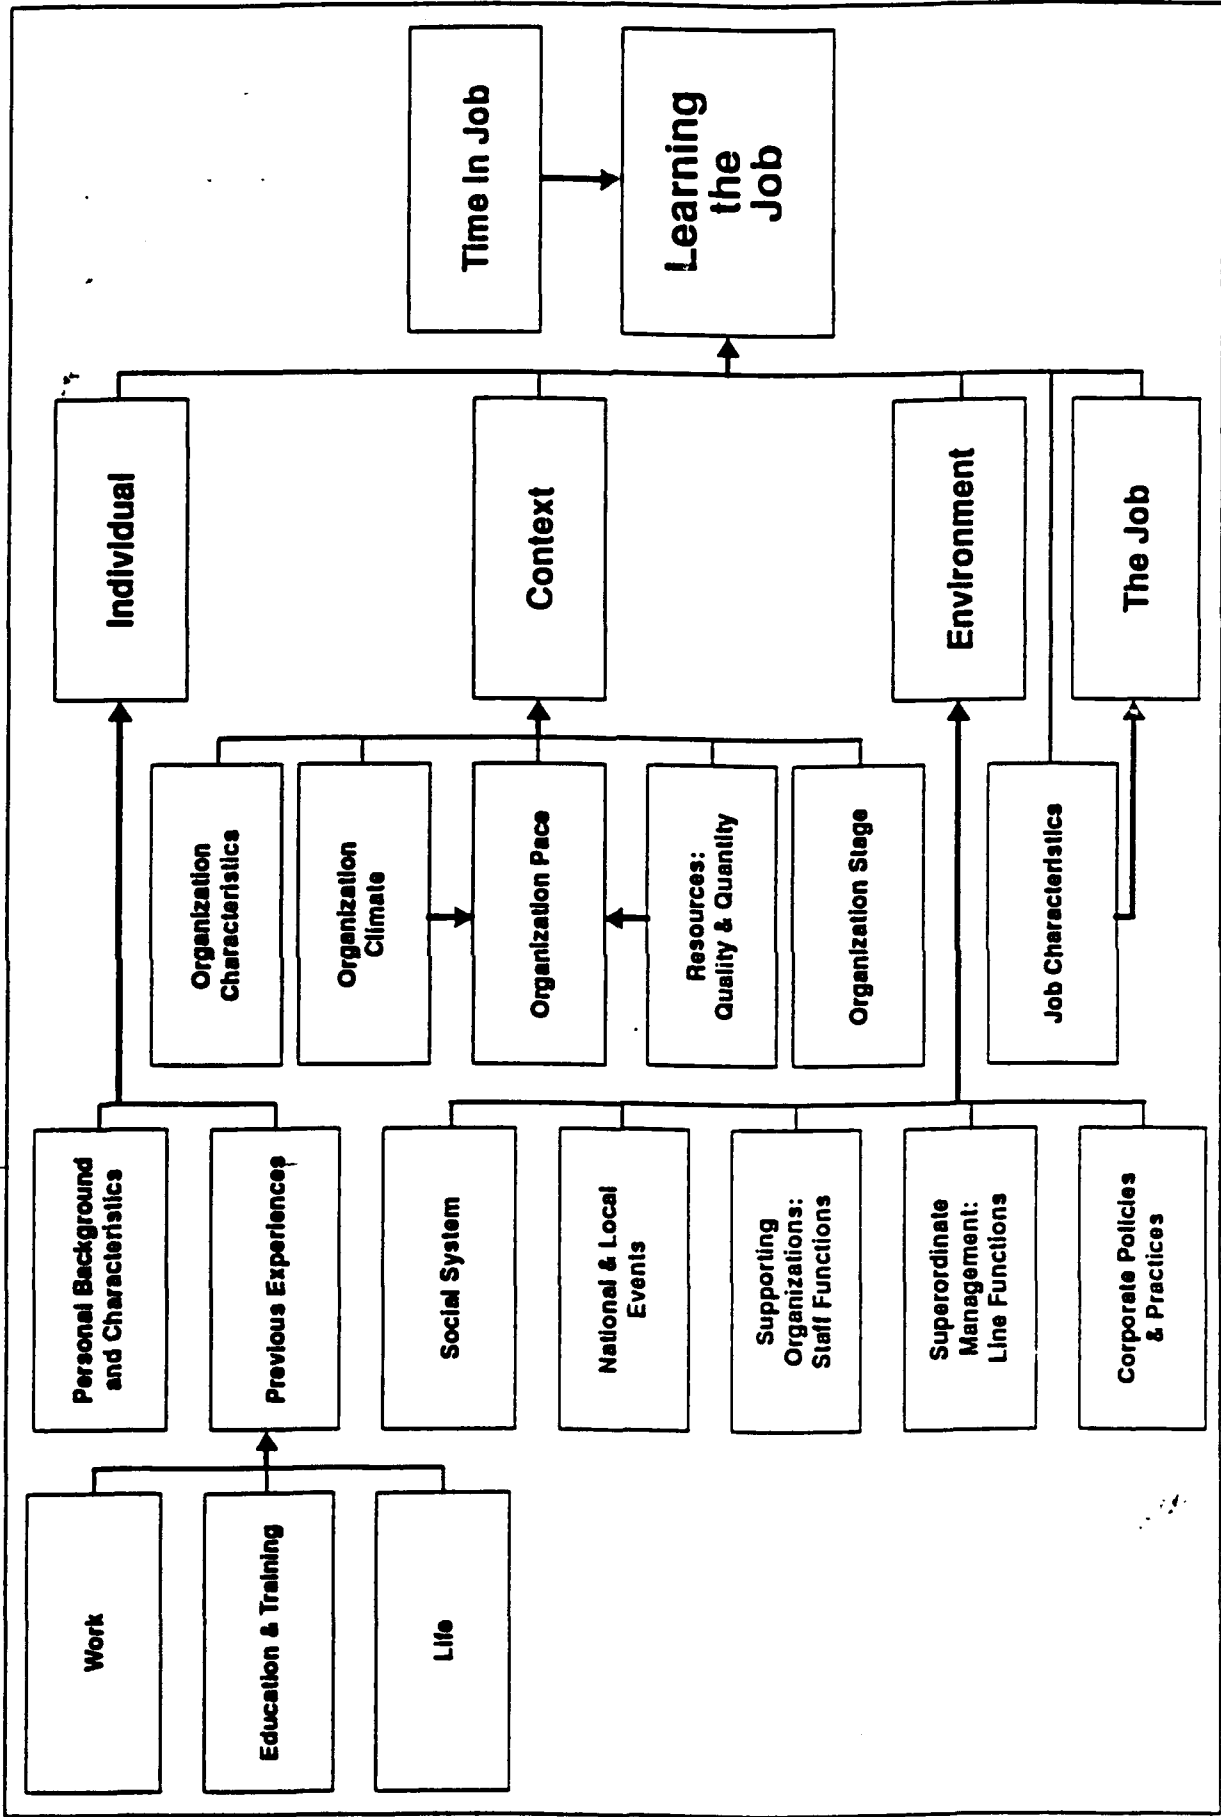 Work
Education & Training
Life
Personal Background
and Characteristics
Previous Experiences
Social System
National & Local
Events
Supporting
Organizations:
Staff Functions
Superordinate
Management:
Line Functions
Corporate Policies
& Practices
Organization
Characteristics
Organization
Climate
Organization Pace
Resources:
Quality & Quantity
Organization Stage
Job Characteristics
Individual
Context
Environment
The Job
Time In Job
Learning
the
Job